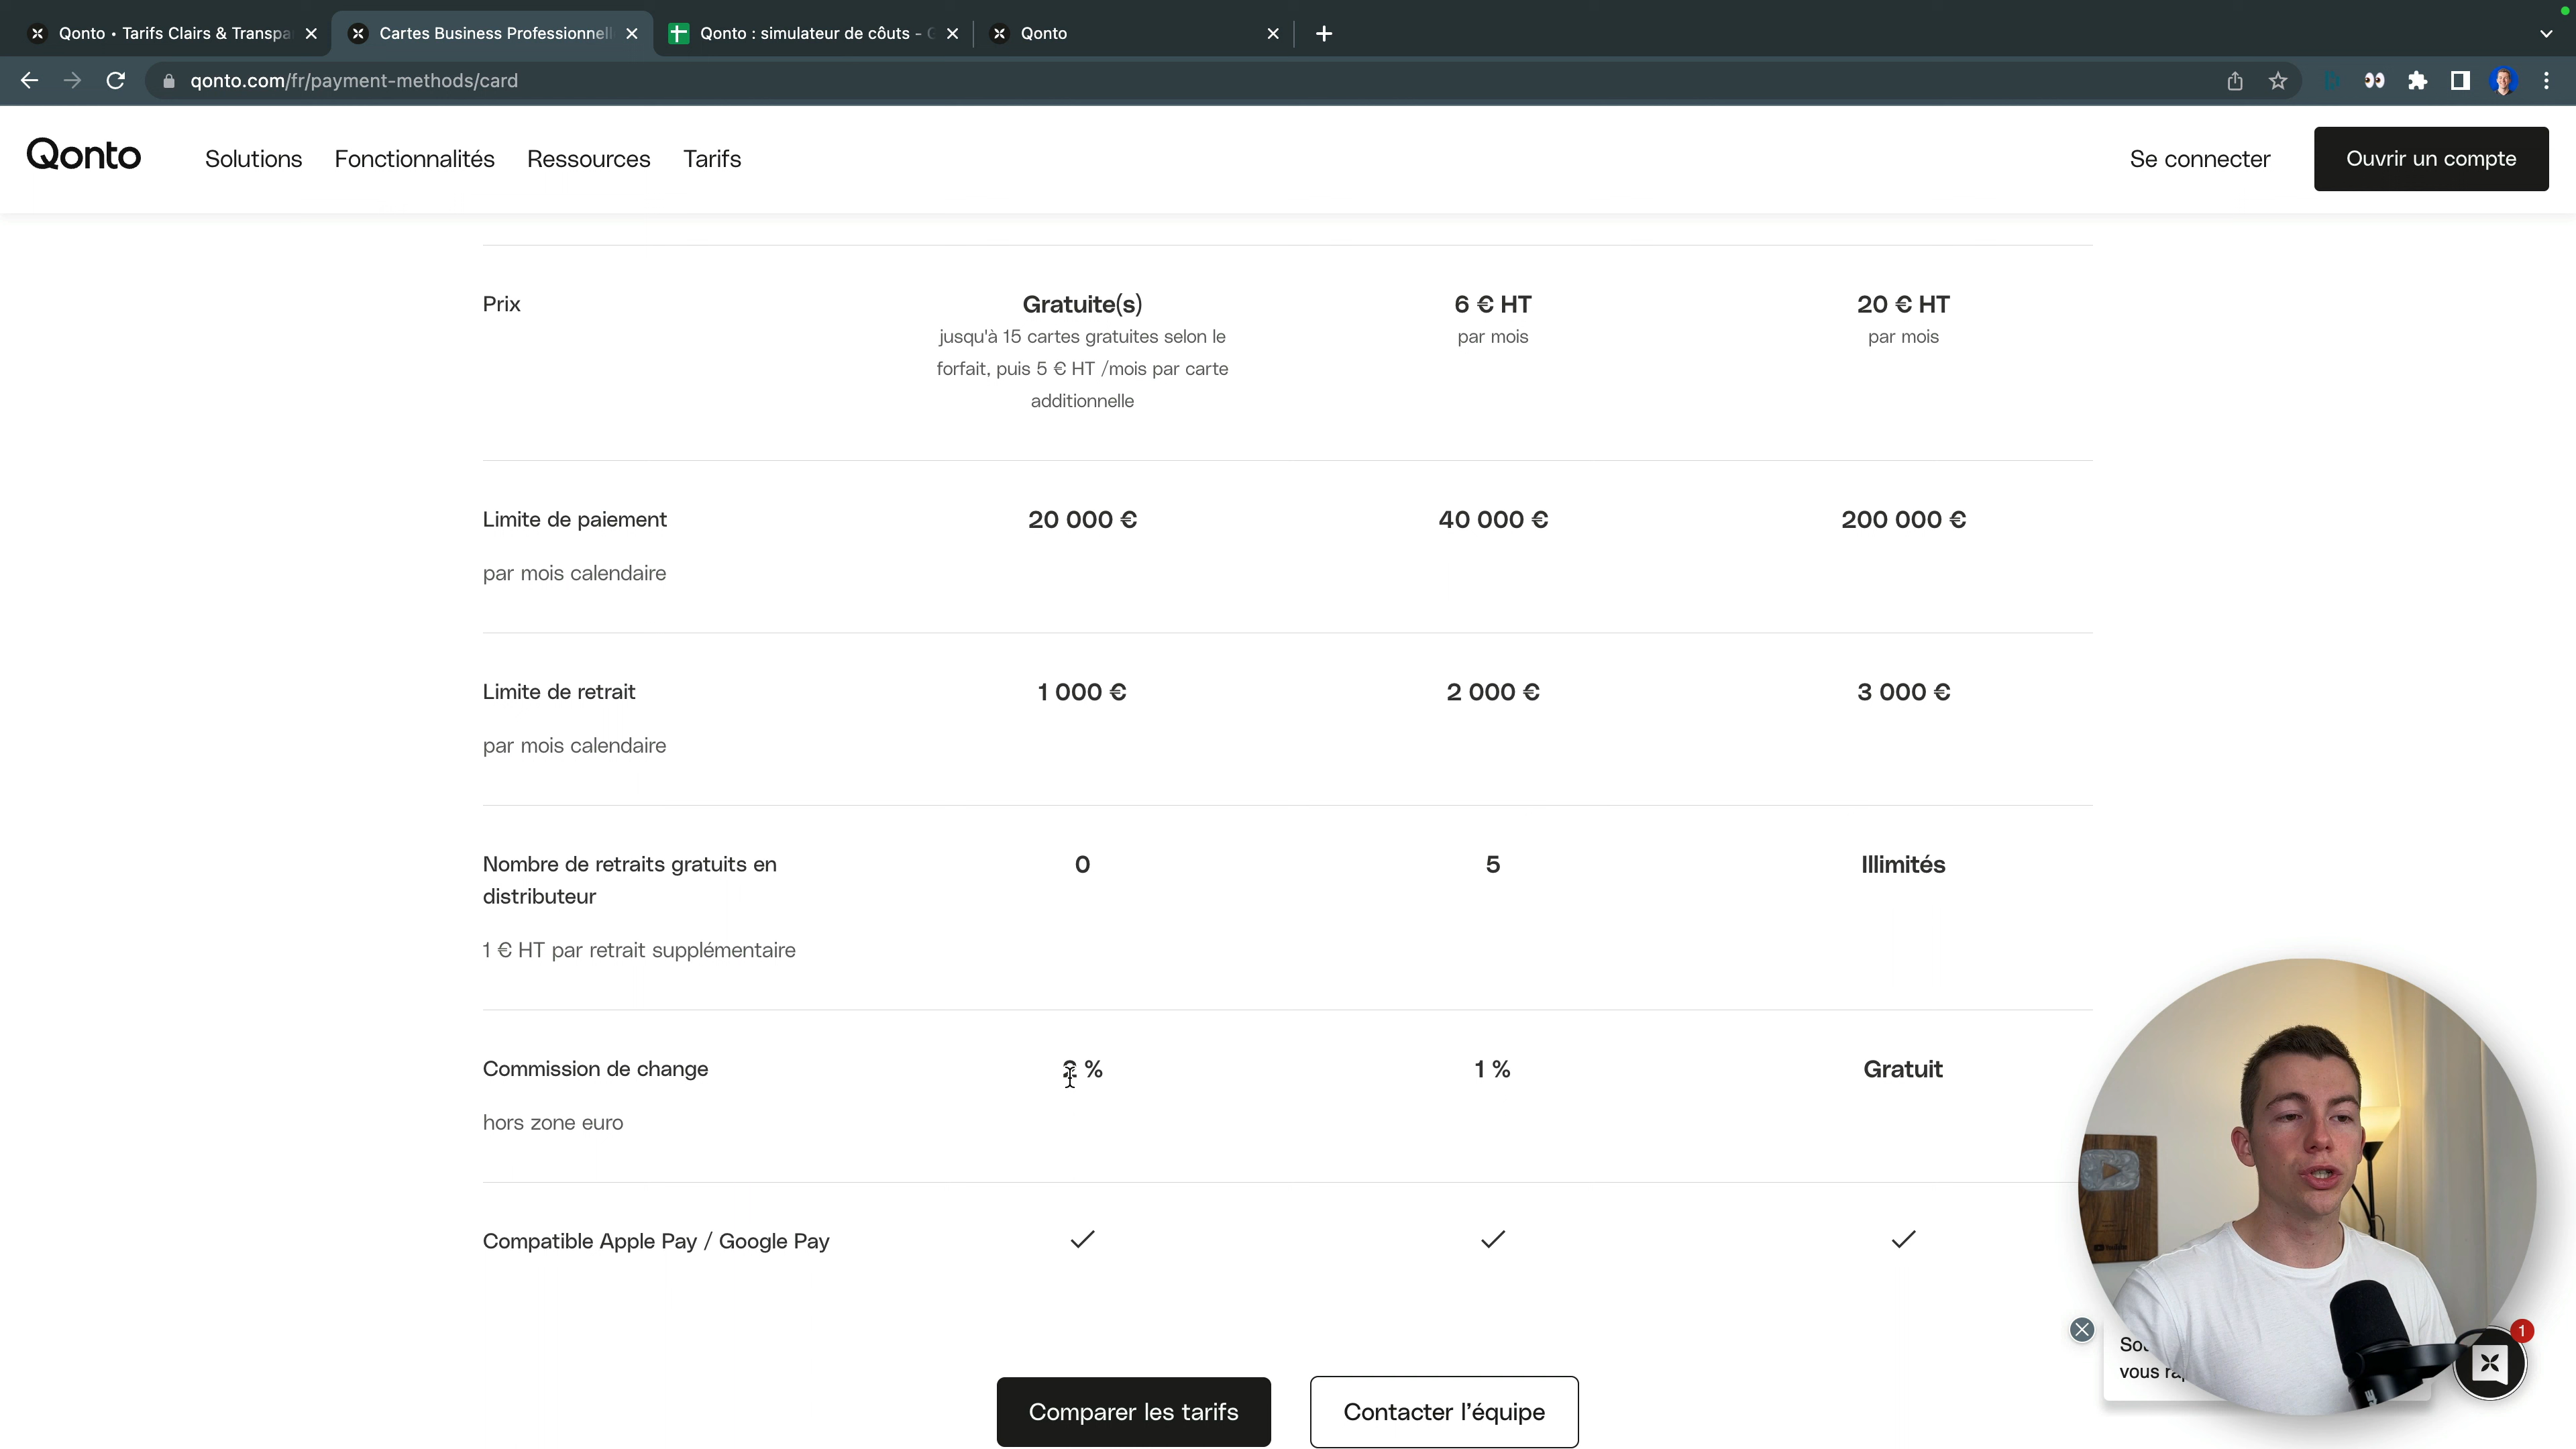 Qonto • Tarifs Clairs & Transpa
Cartes Business Professionnell
Qonto : simulateur de coûts -
Qonto
qonto.com/fr/payment-methods/card
Qonto
Solutions
Fonctionnalités
Ressources
Tarifs
Se connecter
Ouvrir un compte
Prix
Gratuite(s)
6 € HT
20 € HT
jusqu'à 15 cartes gratuites selon le
par mois
par mois
forfait, puis 5 € HT /mois par carte
additionnelle
Limite de paiement
20 000 €
40 000 €
200 000 €
par mois calendaire
Limite de retrait
1 000 €
2 000 €
3 000 €
par mois calendaire
Nombre de retraits gratuits en
distributeur
0
5
Illimités
1 € HT par retrait supplémentaire
Commission de change
%
1 %
Gratuit
hors zone euro
Compatible Apple Pay / Google Pay
1
vous
Comparer les tarifs
Contacter l'équipe